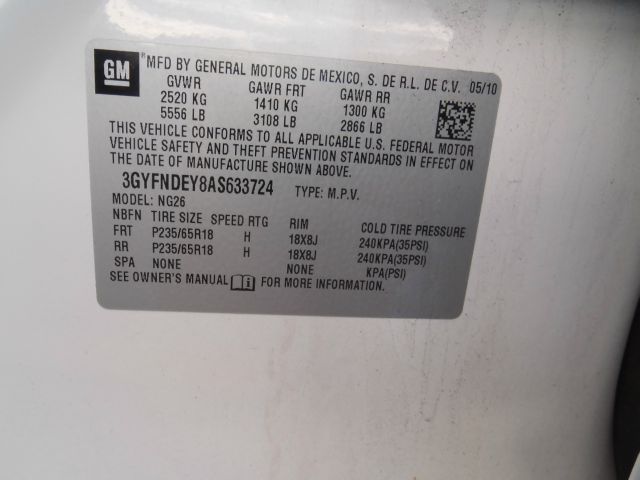 GM
MFD BY GENERAL MOTORS DE MEXICO, S. DE R.L. DE C.V. 05/10
GVWR GAWR FRT GAWR RR
2520 KG 1410 KG 1300 KG
5556 LB 3108 LB 2866 LB
THIS VEHICLE CONFORMS TO ALL APPLICABLE U.S. FEDERAL MOTOR
VEHICLE SAFETY AND THEFT PREVENTION STANDARDS IN EFFECT ON
THE DATE OF MANUFACTURE SHOWN ABOVE.
3GYFNDEY8AS633724 TYPE: M.P.V.
MODEL: NG26
NBFN TIRE SIZE SPEED RTG RIM COLD TIRE PRESSURE
FRT P235/65R18 H 18X8J 240KPA(35PSI)
RR P235/65R18 H 18X8J 240KPA(35PSI)
SPA NONE NONE KPA(PSI)
SEE OWNER'S MANUAL FOR MORE INFORMATION.